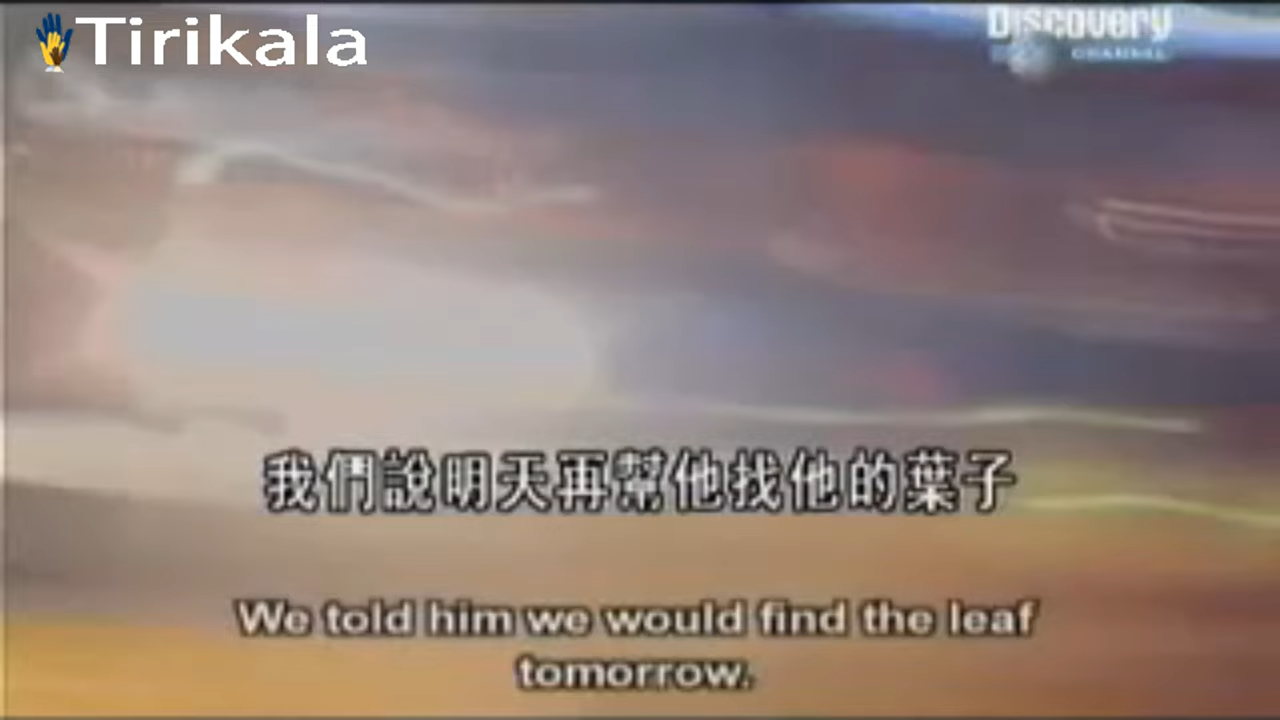 Tirikala
Discovery
CHANNEL
我們說明天再幫他找他的葉子
We told him we would find the leaf
tomorrow.